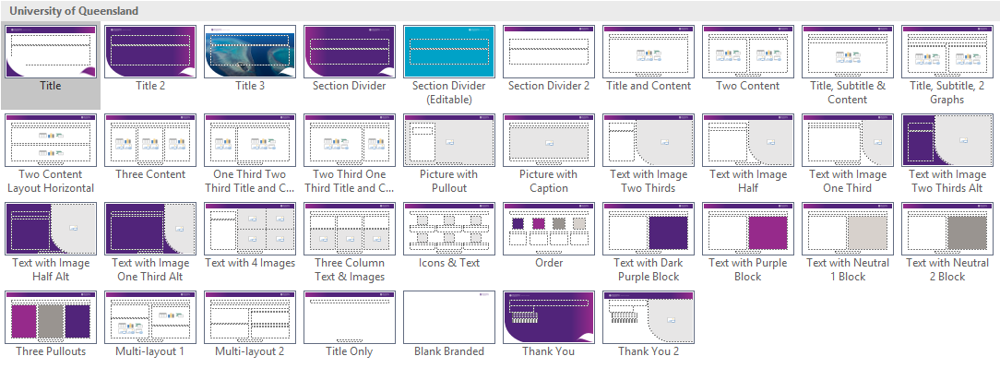 University of Queensland
Title
Title 2
Title 3
Section Divider
Section Divider
(Editable)
Section Divider 2
Title and Content
Two Content
Title, Subtitle &
Content
Title, Subtitle, 2
Graphs
Two Content
Layout Horizontal
Three Content
One Third Two
Third Title and C...
Two Third One
Third Title and C...
Picture with
Pullout
Picture with
Caption
Text with Image
Two Thirds
Text with Image
Half
Text with Image
One Third
Text with Image
Two Thirds Alt
Text with Image
Half Alt
Text with Image
One Third Alt
Text with 4 Images
Three Column
Text & Images
Icons & Text
Order
Text with Dark
Purple Block
Text with Purple
Block
Text with Neutral
1 Block
Text with Neutral
2 Block
Three Pullouts
Multi-layout 1
Multi-layout 2
Title Only
Blank Branded
Thank You
Thank You 2